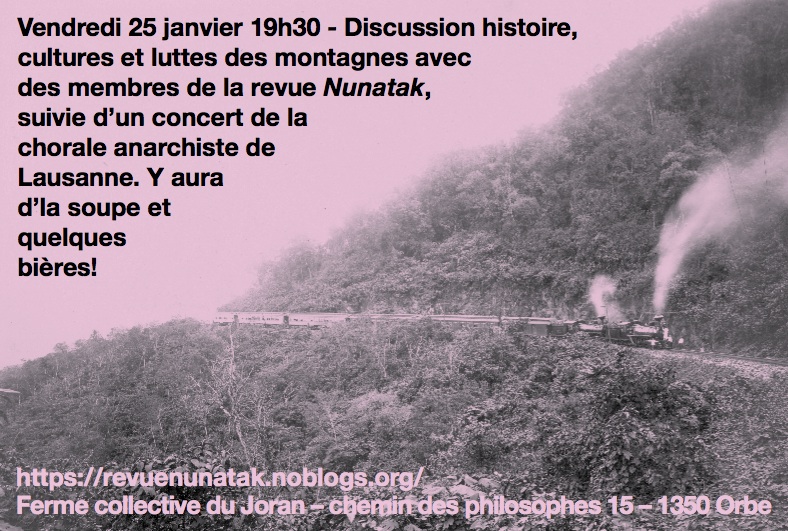 Vendredi 25 janvier 19h30 - Discussion histoire,
cultures et luttes des montagnes avec
des membres de la revue Nunatak,
suivie d’un concert de la
chorale anarchiste de
Lausanne. Y aura
d’la soupe et
quelques
bières!
https://revuenunatak.noblogs.org/
Ferme collective du Joran – chemin des philosophes 15 – 1350 Orbe